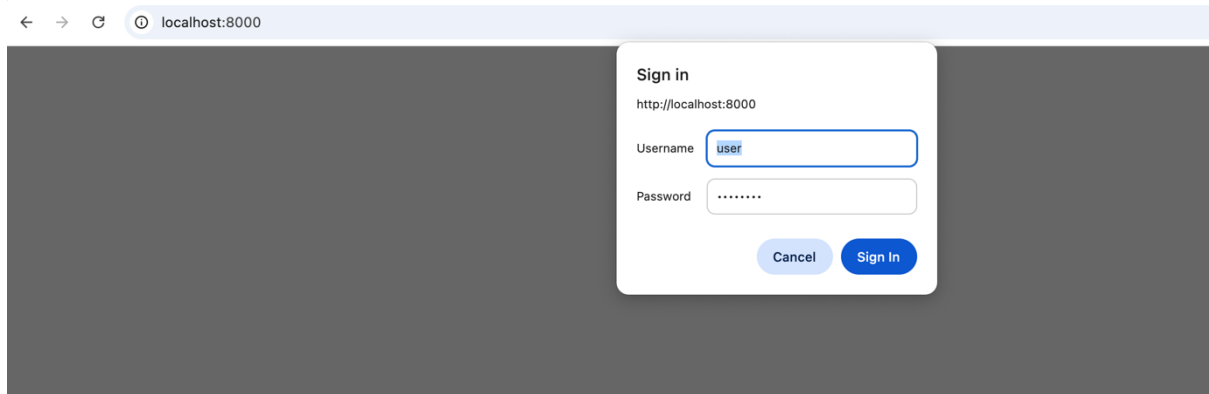 localhost:8000
Sign in
http://localhost:8000
Username user
Password ········
Cancel Sign In